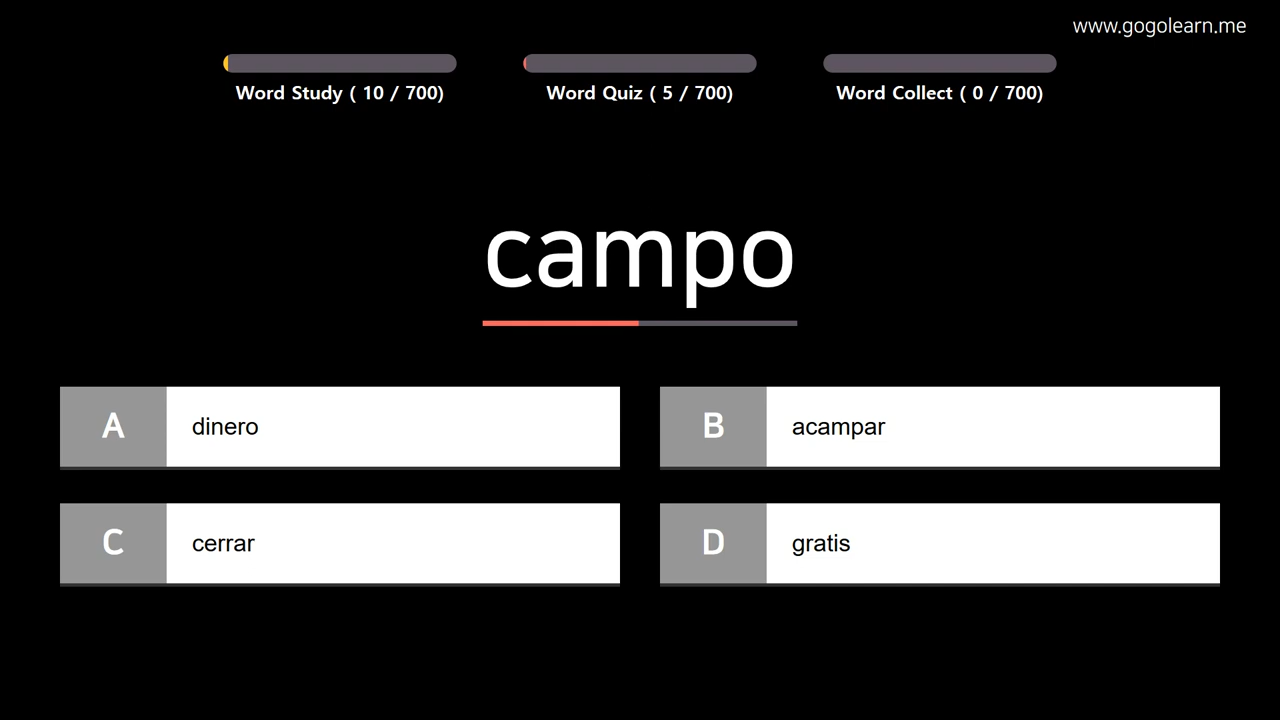 www.gogolearn.me
Word Study ( 10 / 700)
Word Quiz ( 5 / 700)
Word Collect ( 0 / 700)
campo
A dinero
B acampar
C cerrar
D gratis